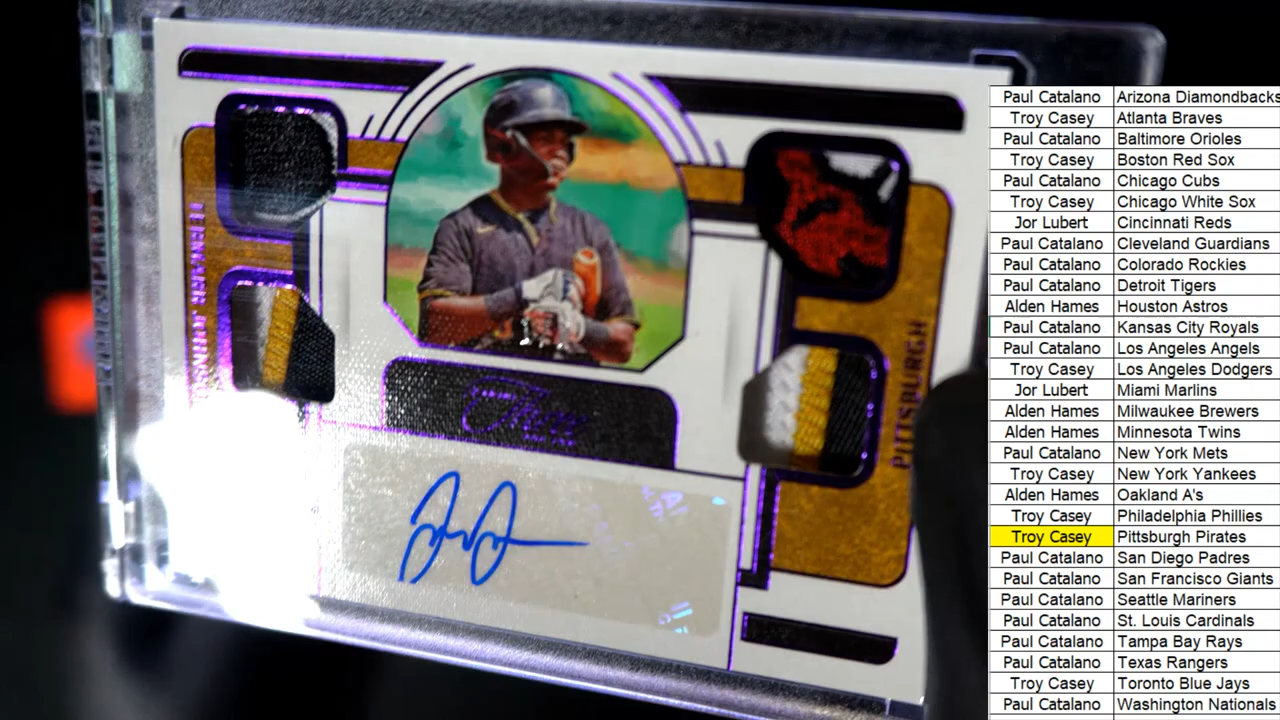 TERMARR JOHNSON
Three
PITTSBURGH
Paul Catalano Arizona Diamondbacks
Troy Casey Atlanta Braves
Paul Catalano Baltimore Orioles
Troy Casey Boston Red Sox
Paul Catalano Chicago Cubs
Troy Casey Chicago White Sox
Jor Lubert Cincinnati Reds
Paul Catalano Cleveland Guardians
Paul Catalano Colorado Rockies
Paul Catalano Detroit Tigers
Alden Hames Houston Astros
Paul Catalano Kansas City Royals
Paul Catalano Los Angeles Angels
Troy Casey Los Angeles Dodgers
Jor Lubert Miami Marlins
Alden Hames Milwaukee Brewers
Alden Hames Minnesota Twins
Paul Catalano New York Mets
Troy Casey New York Yankees
Alden Hames Oakland A's
Troy Casey Philadelphia Phillies
Troy Casey Pittsburgh Pirates
Paul Catalano San Diego Padres
Paul Catalano San Francisco Giants
Paul Catalano Seattle Mariners
Paul Catalano St. Louis Cardinals
Paul Catalano Tampa Bay Rays
Paul Catalano Texas Rangers
Troy Casey Toronto Blue Jays
Paul Catalano Washington Nationals